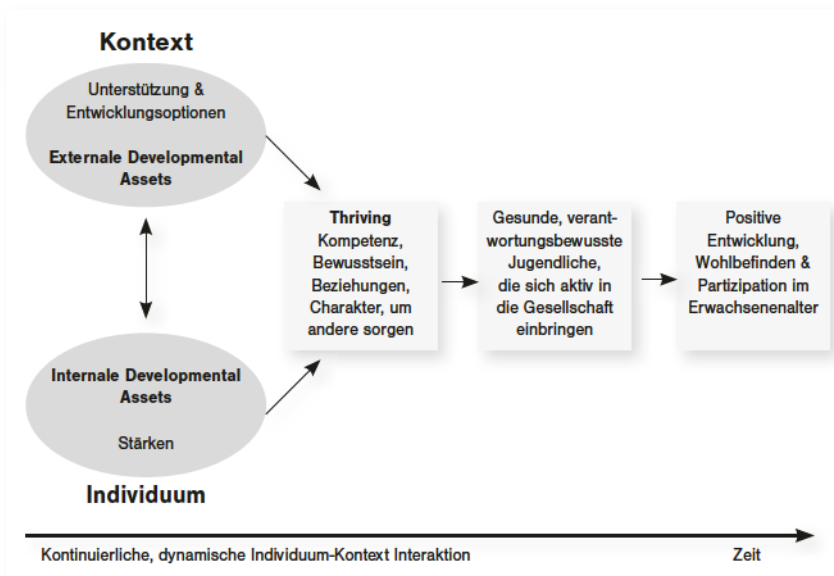 Kontext
Unterstützung &
Entwicklungsoptionen
Externale Developmental
Assets
Internale Developmental
Assets
Stärken
Individuum
Thriving
Kompetenz,
Bewusstsein,
Beziehungen,
Charakter, um
andere sorgen
Gesunde, verant-
wortungsbewusste
Jugendliche,
die sich aktiv in
die Gesellschaft
einbringen
Positive
Entwicklung,
Wohlbefinden &
Partizipation im
Erwachsenenalter
Kontinuierliche, dynamische Individuum-Kontext Interaktion
Zeit